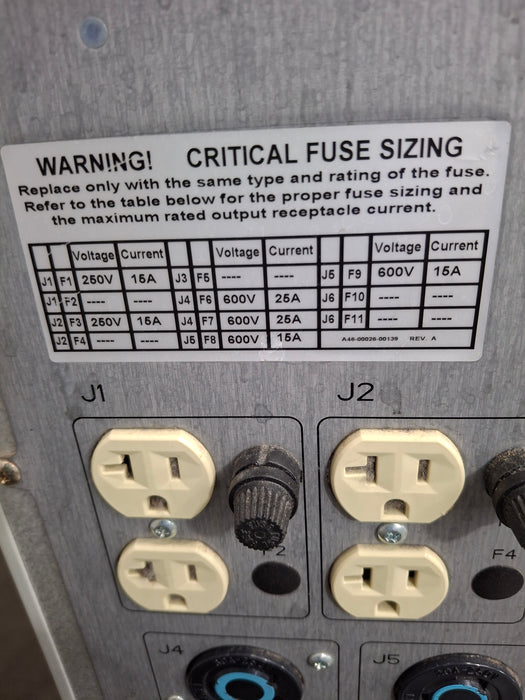 WARNING! CRITICAL FUSE SIZING
Replace only with the same type and rating of the fuse.
Refer to the table below for the proper fuse sizing and
the maximum rated output receptacle current.
Voltage Current Voltage Current Voltage Current
J1 F1 250V 15A J3 F5 ---- ---- J5 F9 600V 15A
J1 F2 ---- ---- J4 F6 600V 25A J6 F10 ---- ----
J2 F3 250V 15A J4 F7 600V 25A J6 F11 ---- ----
J2 F4 ---- ---- J5 F8 600V 15A A46-00026-00139 REV. A
J1 J2
F2 F4
J4 J5